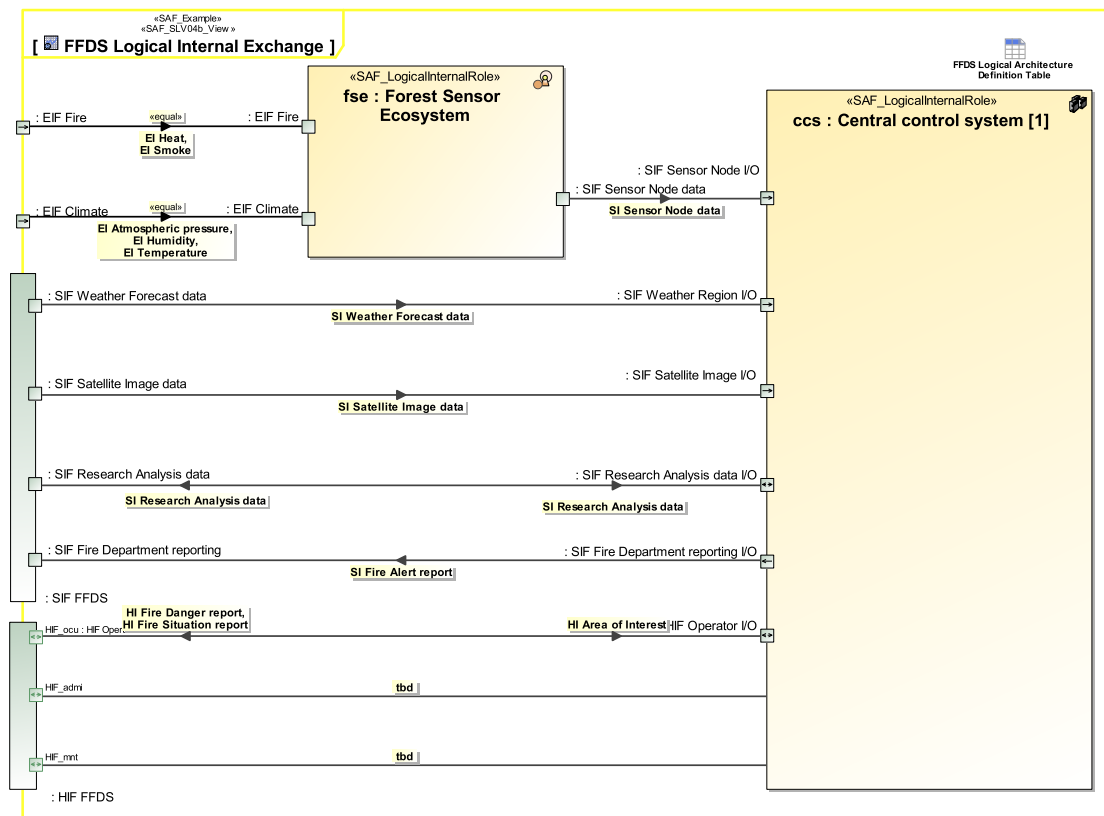 «SAF_Example»
«SAF_SLV04b_View»
[ FFDS Logical Internal Exchange ]
FFDS Logical Architecture
Definition Table
«SAF_LogicalInternalRole»
fse : Forest Sensor
Ecosystem
«SAF_LogicalInternalRole»
ccs : Central control system [1]
: EIF Fire
«equal»
: EIF Fire
EI Heat,
EI Smoke
: SIF Sensor Node I/O
: SIF Sensor Node data
SI Sensor Node data
: EIF Climate
«equal»
: EIF Climate
EI Atmospheric pressure,
EI Humidity,
EI Temperature
: SIF Weather Forecast data
: SIF Weather Region I/O
SI Weather Forecast data
: SIF Satellite Image data
: SIF Satellite Image I/O
SI Satellite Image data
: SIF Research Analysis data
: SIF Research Analysis data I/O
SI Research Analysis data
SI Research Analysis data
: SIF Fire Department reporting
: SIF Fire Department reporting I/O
SI Fire Alert report
: SIF FFDS
HI Fire Danger report,
HI Fire Situation report
HIF_ocu : HIF Oper
HI Area of Interest
HIF Operator I/O
HIF_admi
tbd
HIF_mnt
tbd
: HIF FFDS